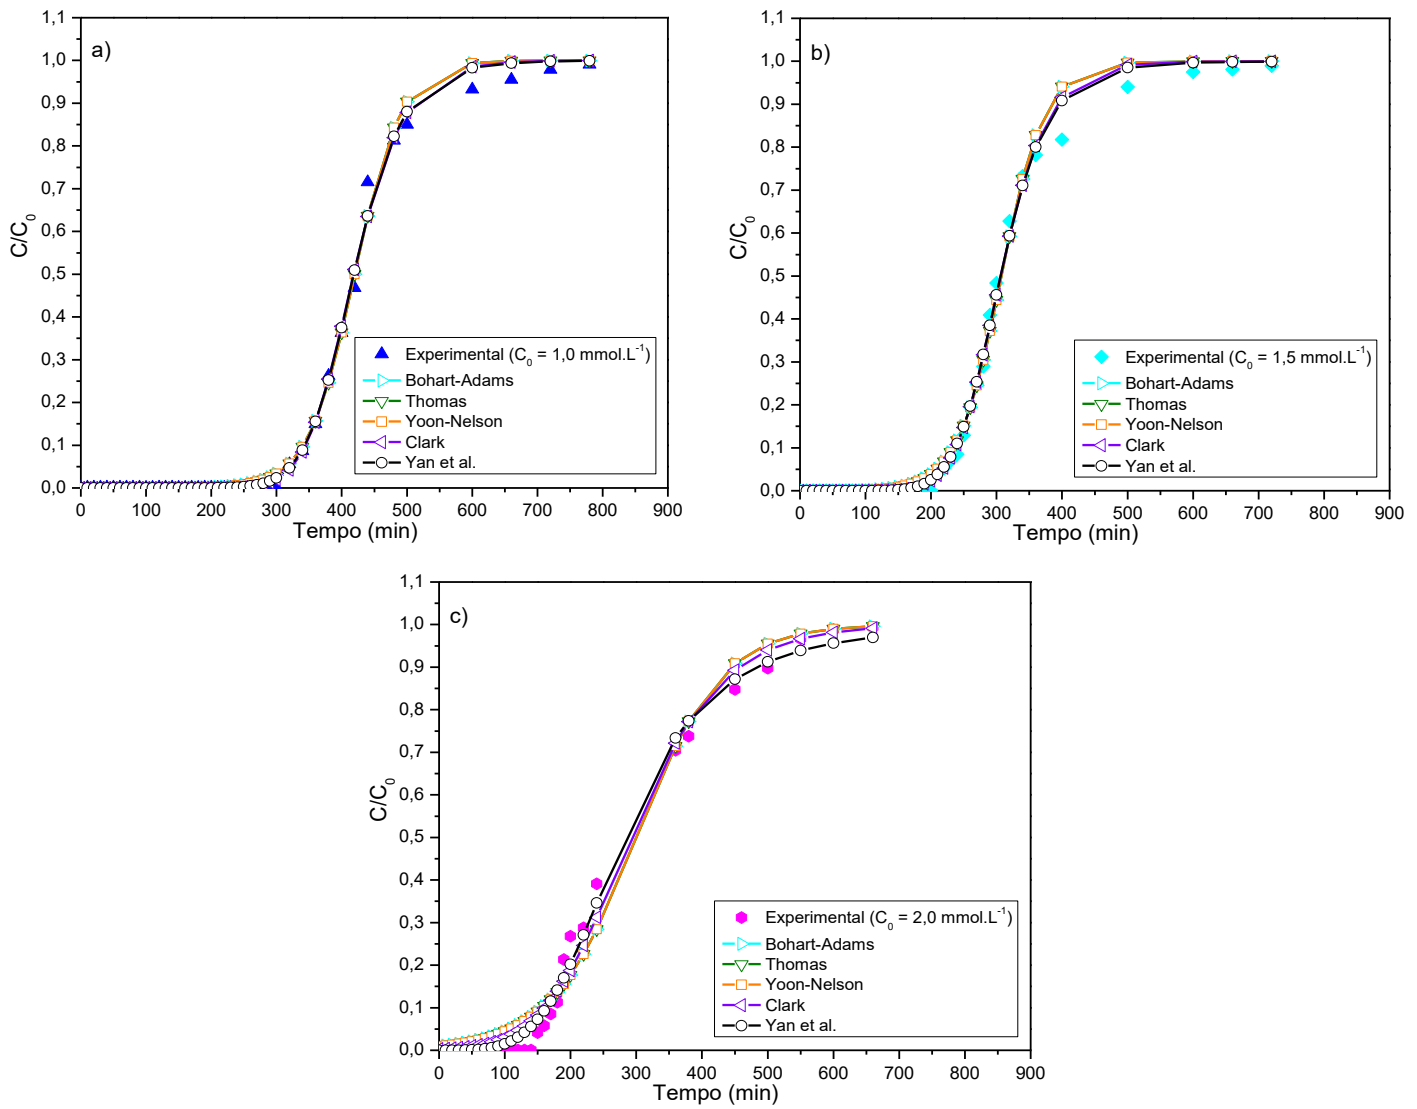 a)
1,1
1,0
0,9
0,8
0,7
0,6
0,5
0,4
0,3
0,2
0,1
0,0
C/C₀
0 100 200 300 400 500 600 700 800 900
Tempo (min)
Experimental (C₀ = 1,0 mmol.L⁻¹)
Bohart-Adams
Thomas
Yoon-Nelson
Clark
Yan et al.
b)
1,1
1,0
0,9
0,8
0,7
0,6
0,5
0,4
0,3
0,2
0,1
0,0
C/C₀
0 100 200 300 400 500 600 700 800 900
Tempo (min)
Experimental (C₀ = 1,5 mmol.L⁻¹)
Bohart-Adams
Thomas
Yoon-Nelson
Clark
Yan et al.
c)
1,1
1,0
0,9
0,8
0,7
0,6
0,5
0,4
0,3
0,2
0,1
0,0
C/C₀
0 100 200 300 400 500 600 700 800 900
Tempo (min)
Experimental (C₀ = 2,0 mmol.L⁻¹)
Bohart-Adams
Thomas
Yoon-Nelson
Clark
Yan et al.